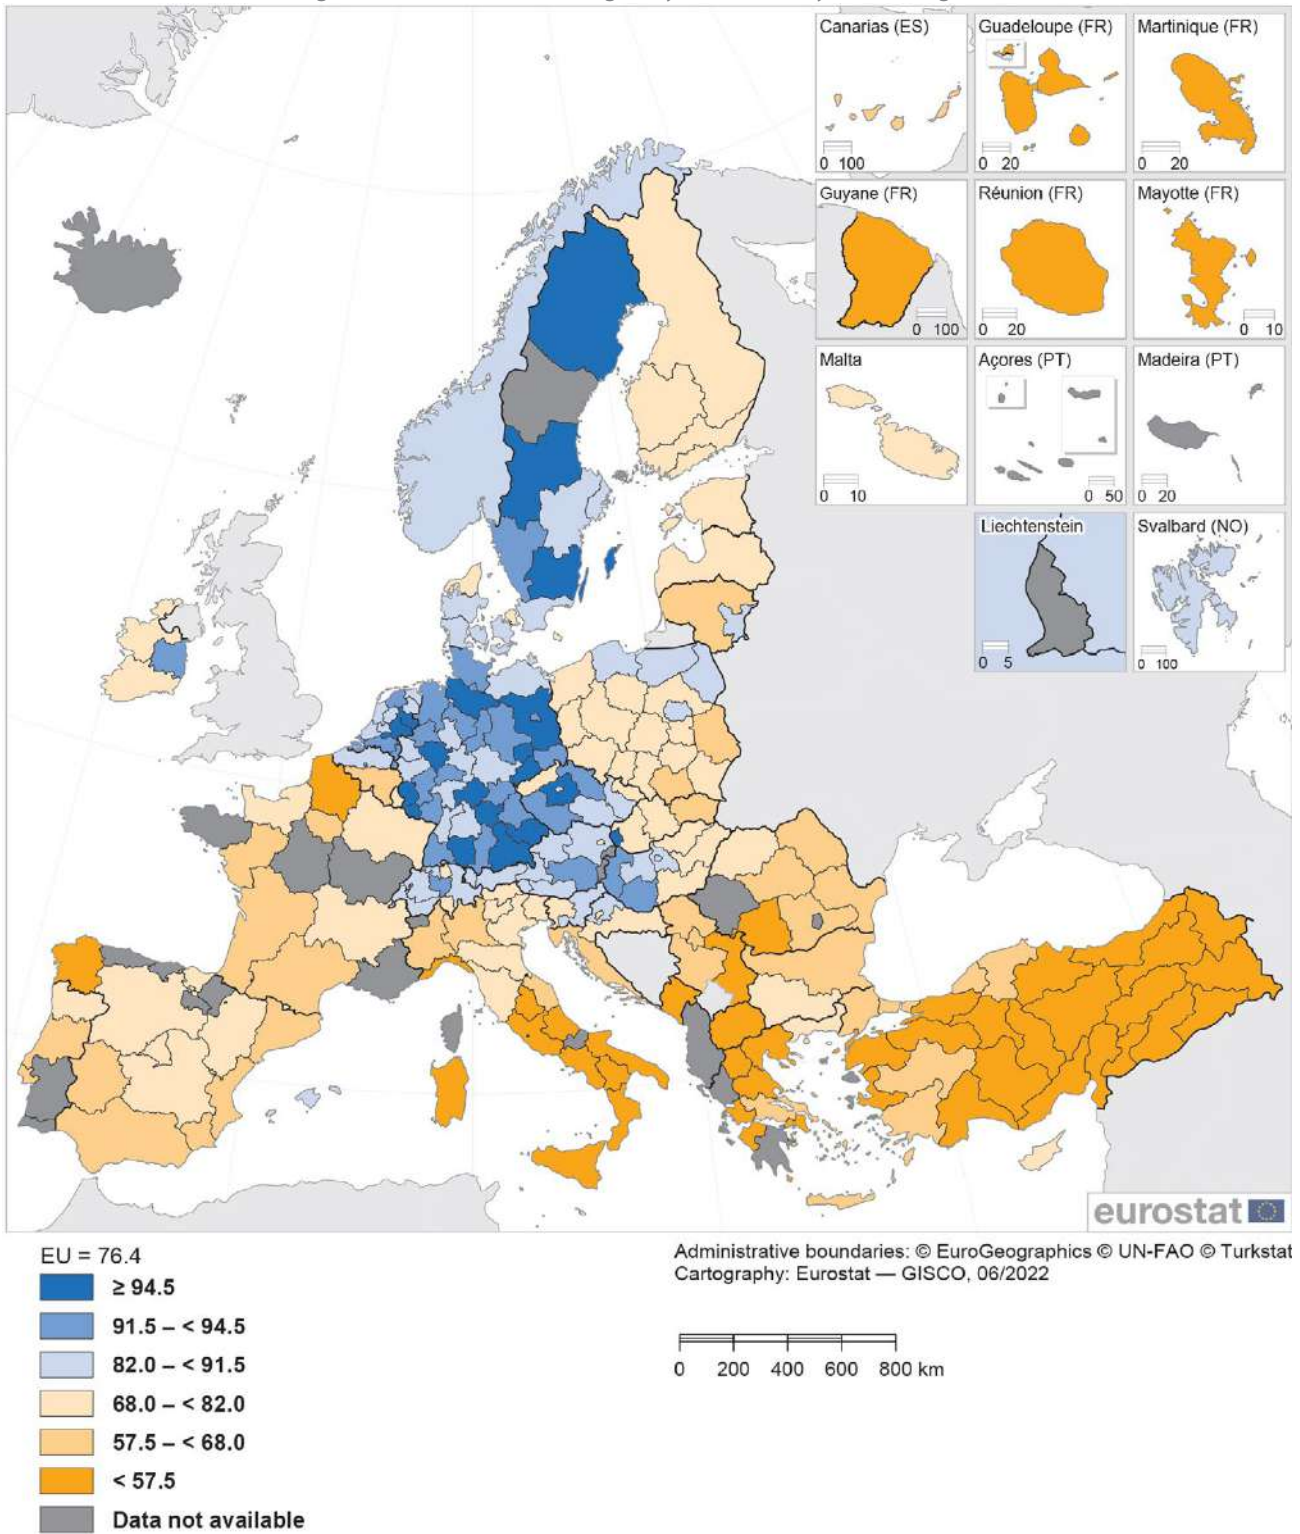 Canarias (ES)
0 100
Guadeloupe (FR)
0 20
Martinique (FR)
0 20
Guyane (FR)
0 100
Réunion (FR)
0 20
Mayotte (FR)
0 10
Malta
0 10
Açores (PT)
0 50
Madeira (PT)
0 20
Liechtenstein
0 5
Svalbard (NO)
0 100
eurostat
EU = 76.4
≥ 94.5
91.5 – < 94.5
82.0 – < 91.5
68.0 – < 82.0
57.5 – < 68.0
< 57.5
Data not available
Administrative boundaries: © EuroGeographics © UN-FAO © Turkstat
Cartography: Eurostat — GISCO, 06/2022
0 200 400 600 800 km